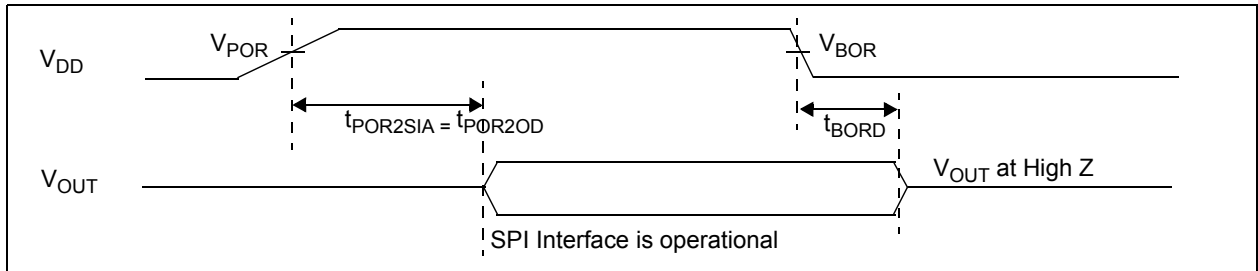 VPOR
VBOR
VDD
tPOR2SIA = tPOR2OD
tBORD
VOUT
VOUT at High Z
SPI Interface is operational